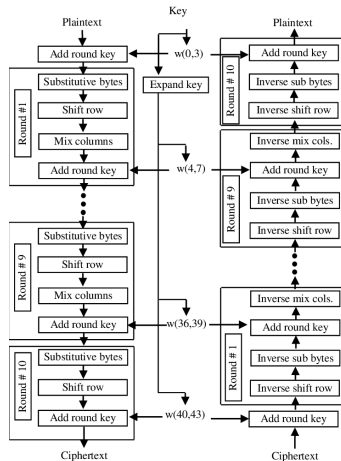 Key
Plaintext
Add round key
Round #1
Substitutive bytes
Shift row
Mix columns
Add round key
Round # 9
Substitutive bytes
Shift row
Mix columns
Add round key
Round # 10
Substitutive bytes
Shift row
Add round key
Ciphertext
w(0,3)
Expand key
w(4,7)
w(36,39)
w(40,43)
Plaintext
Round # 10
Add round key
Inverse sub bytes
Inverse shift row
Round # 9
Inverse mix cols.
Add round key
Inverse sub bytes
Inverse shift row
Round # 1
Inverse mix cols.
Add round key
Inverse sub bytes
Inverse shift row
Add round key
Ciphertext